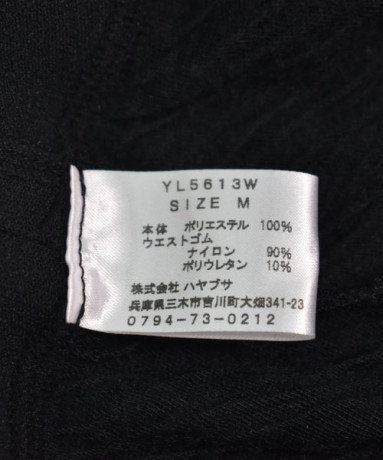 YL5613W
SIZE M
本体 ポリエステル 100%
ウエストゴム
ナイロン 90%
ポリウレタン 10%
株式会社 ハヤブサ
兵庫県三木市吉川町大畑341-23
0794-73-0212